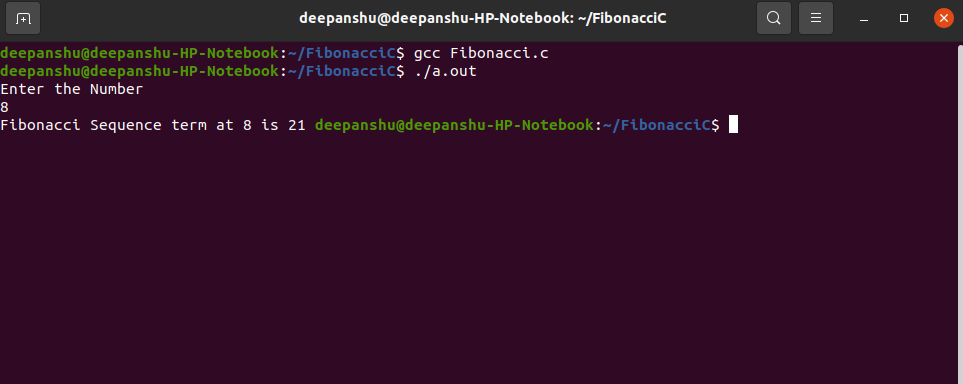 deepanshu@deepanshu-HP-Notebook: ~/FibonacciC
deepanshu@deepanshu-HP-Notebook:~/FibonacciC$ gcc Fibonacci.c
deepanshu@deepanshu-HP-Notebook:~/FibonacciC$ ./a.out
Enter the Number
8
Fibonacci Sequence term at 8 is 21 deepanshu@deepanshu-HP-Notebook:~/FibonacciC$